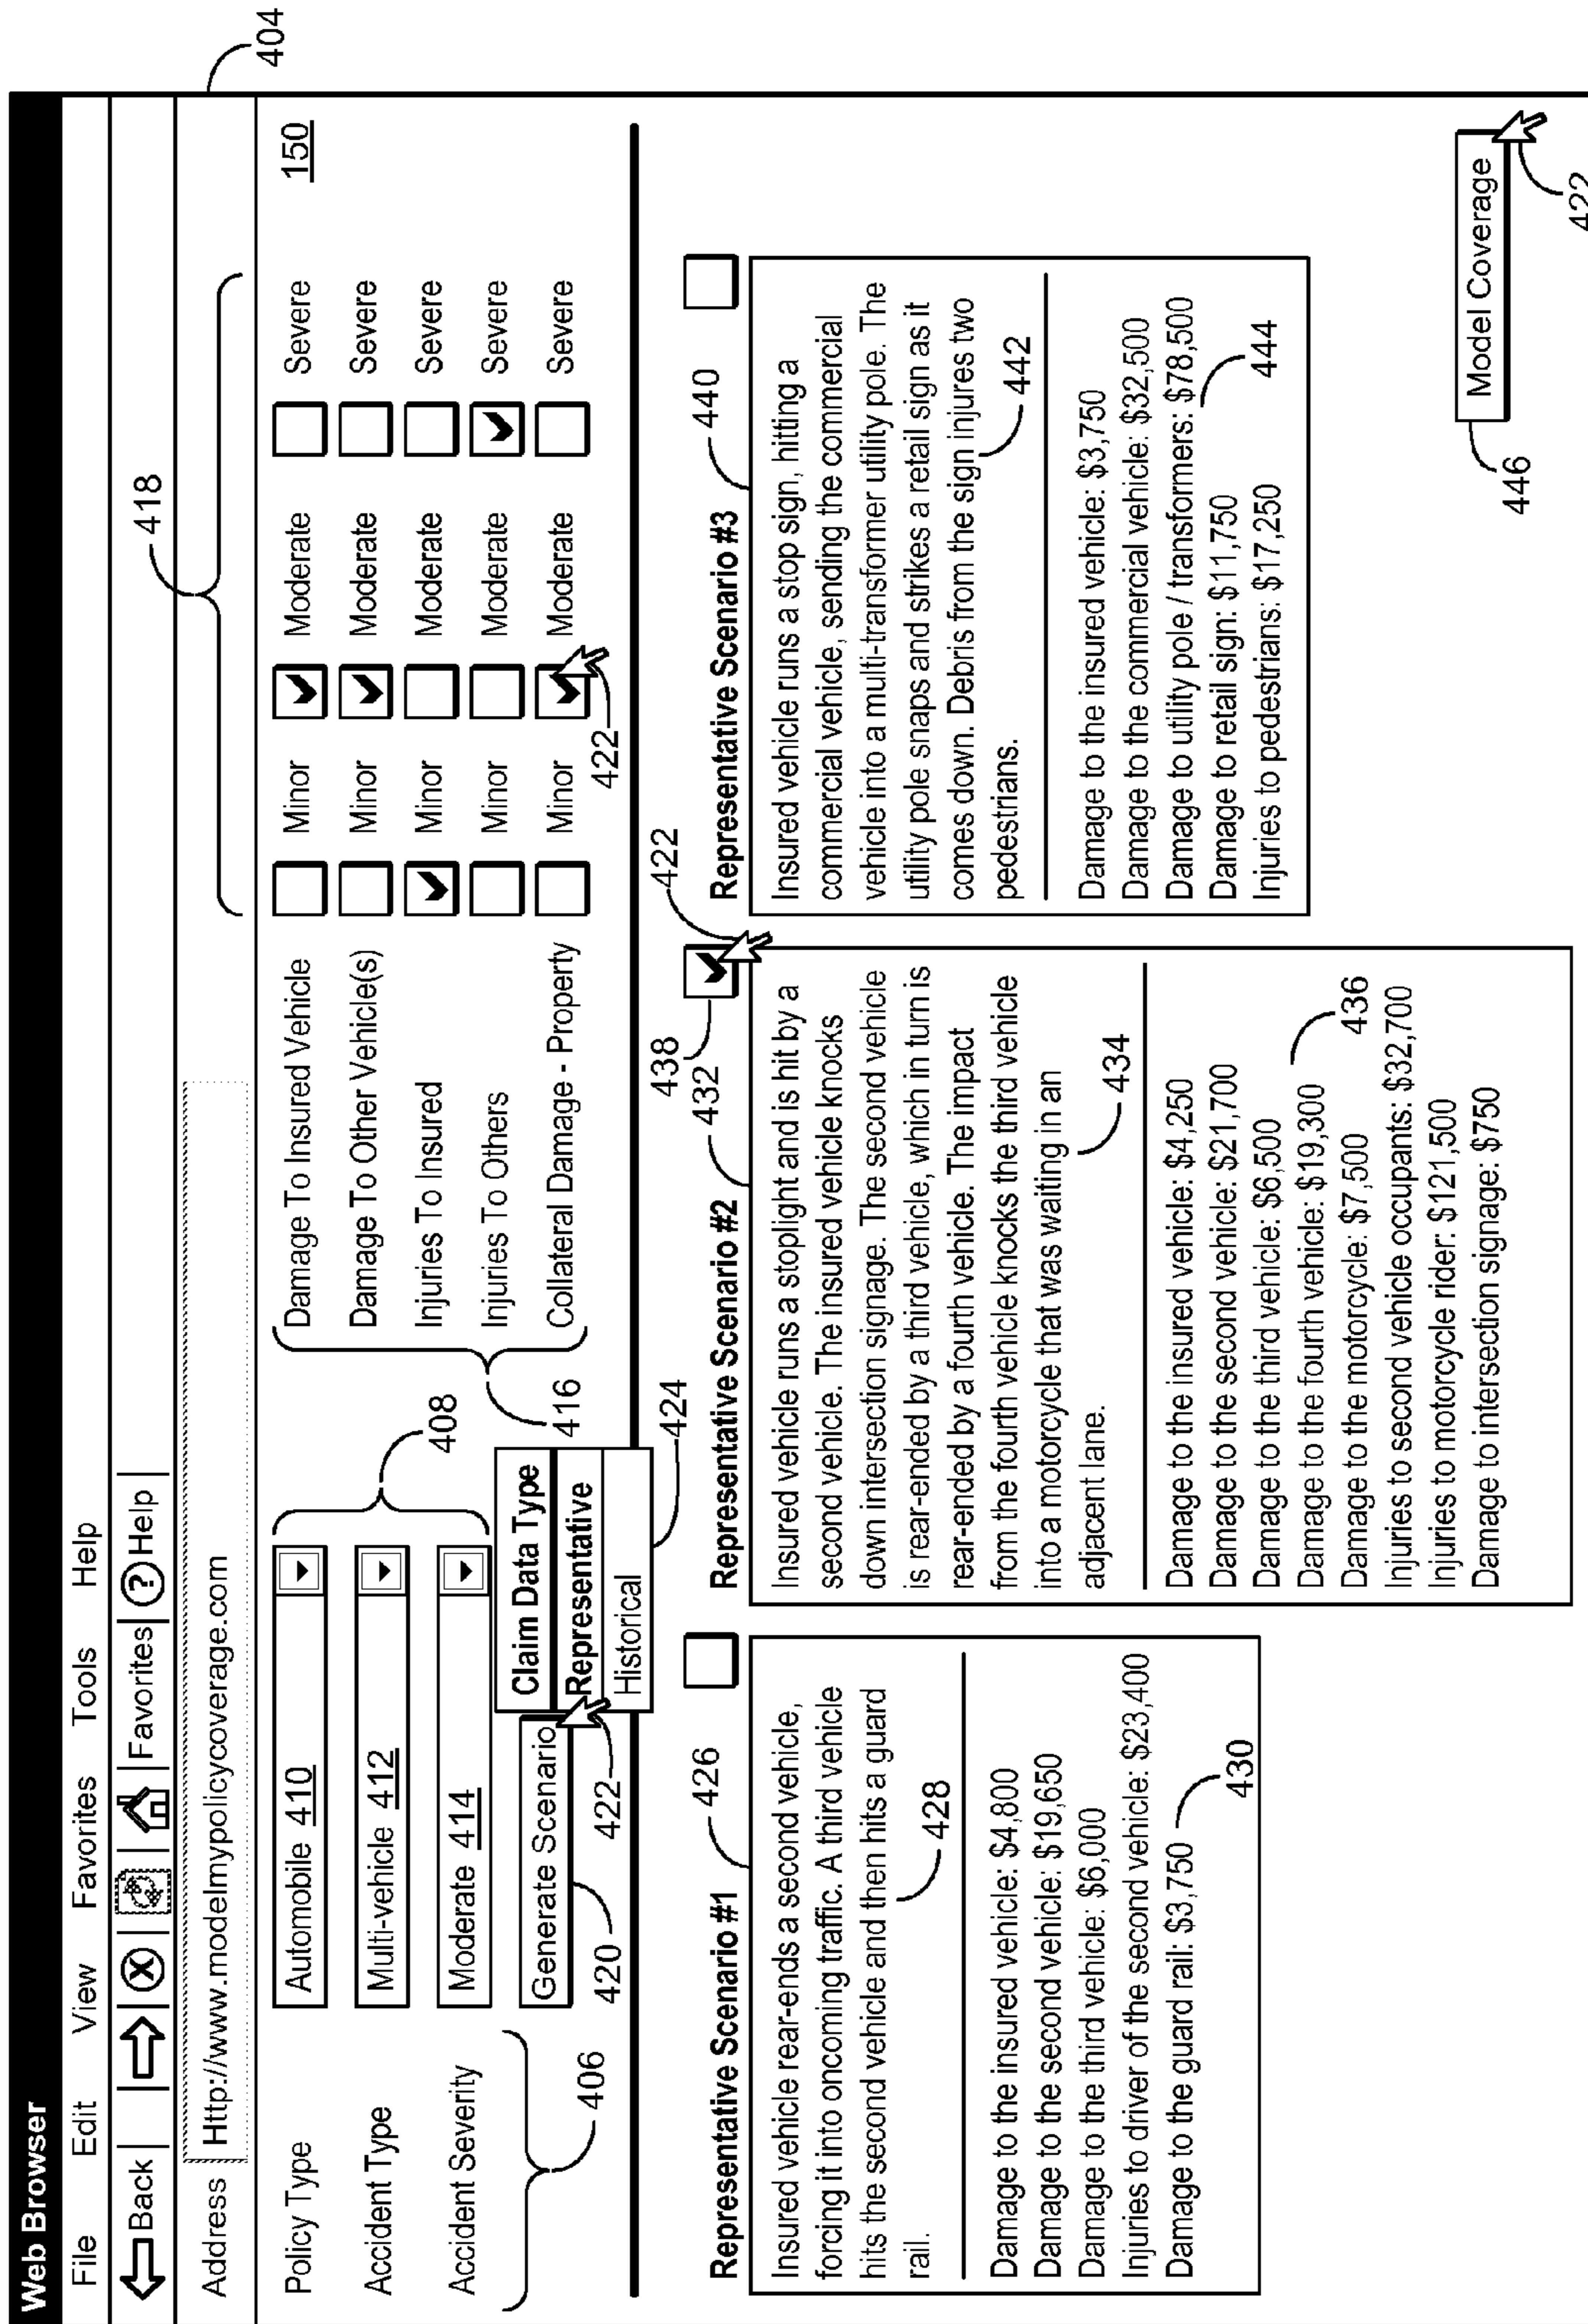 Web Browser
File Edit View Favorites Tools Help
Back Favorites ? Help
Address Http://www.modelmypolicycoverage.com
404
418
150
Policy Type
Automobile 410
Accident Type
Multi-vehicle 412
Accident Severity
Moderate 414
406
408
Generate Scenario
420
422
Claim Data Type
Representative
Historical
424
416
Damage To Insured Vehicle Minor Moderate Severe
Damage To Other Vehicle(s) Minor Moderate Severe
Injuries To Insured Minor Moderate Severe
Injuries To Others Minor Moderate Severe
Collateral Damage - Property Minor Moderate Severe
422
Representative Scenario #1
426
Insured vehicle rear-ends a second vehicle,
forcing it into oncoming traffic. A third vehicle
hits the second vehicle and then hits a guard
rail.
428
Damage to the insured vehicle: $4,800
Damage to the second vehicle: $19,650
Damage to the third vehicle: $6,000
Injuries to driver of the second vehicle: $23,400
Damage to the guard rail: $3,750
430
Representative Scenario #2
432
438
422
Insured vehicle runs a stoplight and is hit by a
second vehicle. The insured vehicle knocks
down intersection signage. The second vehicle
is rear-ended by a third vehicle, which in turn is
rear-ended by a fourth vehicle. The impact
from the fourth vehicle knocks the third vehicle
into a motorcycle that was waiting in an
adjacent lane.
434
Damage to the insured vehicle: $4,250
Damage to the second vehicle: $21,700
Damage to the third vehicle: $6,500
Damage to the fourth vehicle: $19,300
Damage to the motorcycle: $7,500
Injuries to second vehicle occupants: $32,700
Injuries to motorcycle rider: $121,500
Damage to intersection signage: $750
436
Representative Scenario #3
440
Insured vehicle runs a stop sign, hitting a
commercial vehicle, sending the commercial
vehicle into a multi-transformer utility pole. The
utility pole snaps and strikes a retail sign as it
comes down. Debris from the sign injures two
pedestrians.
442
Damage to the insured vehicle: $3,750
Damage to the commercial vehicle: $32,500
Damage to utility pole / transformers: $78,500
Damage to retail sign: $11,750
Injuries to pedestrians: $17,250
444
Model Coverage
446
422